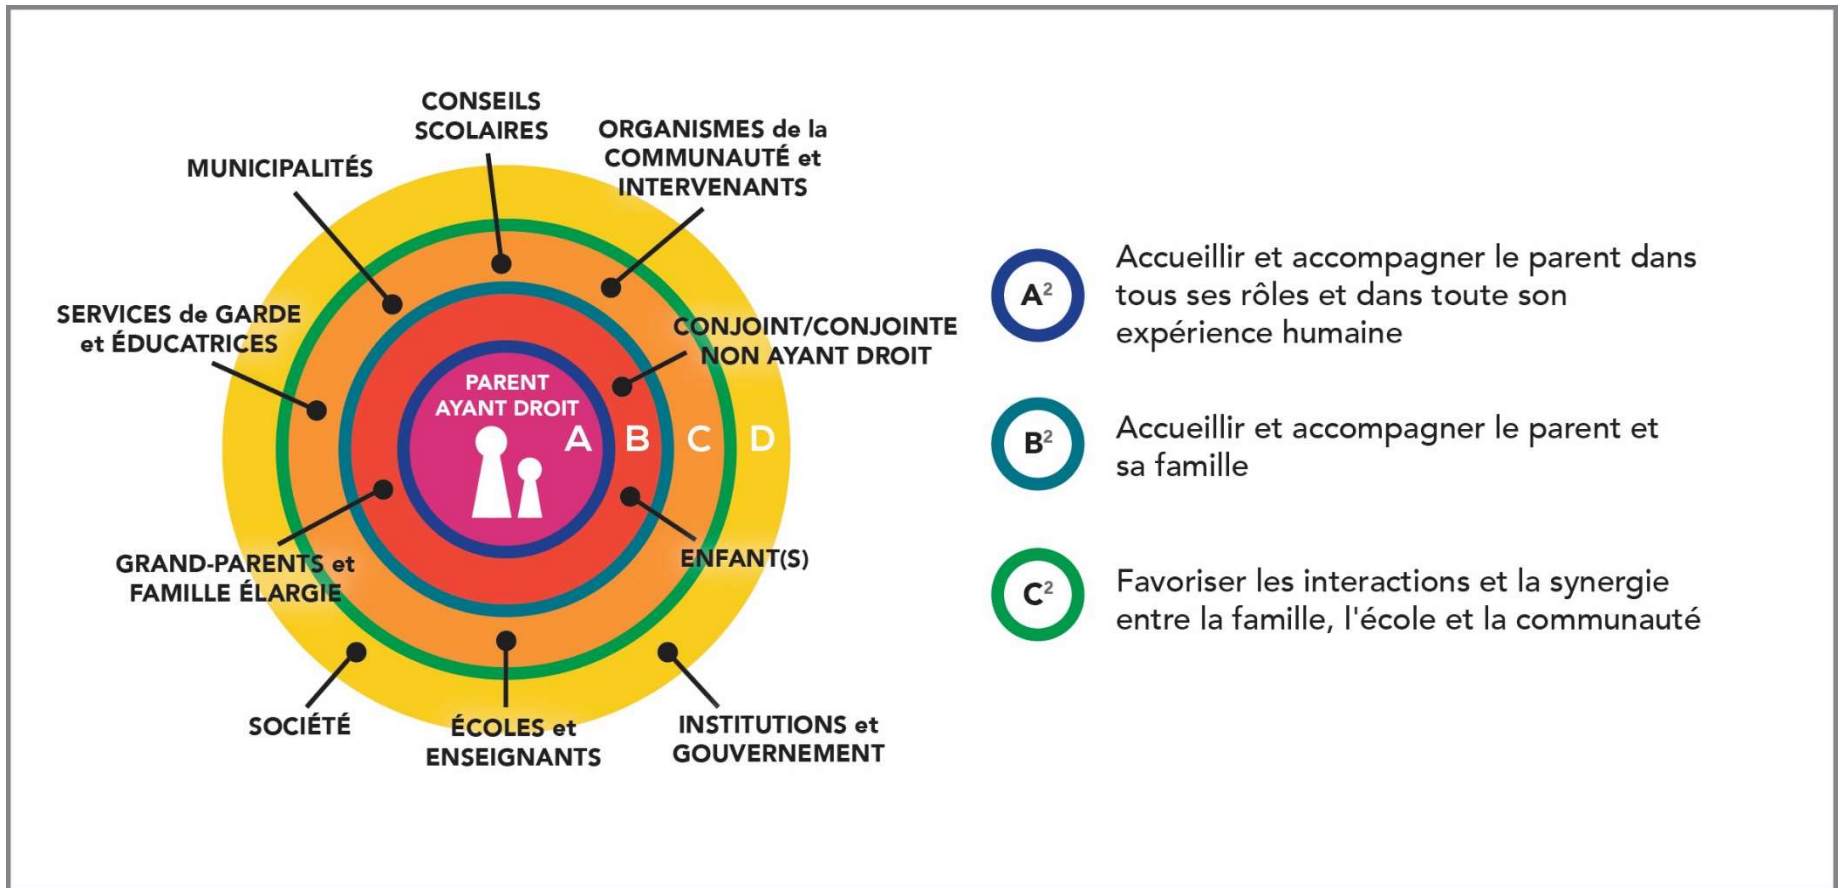 CONSEILS
SCOLAIRES
ORGANISMES de la
COMMUNAUTÉ et
INTERVENANTS
MUNICIPALITÉS
SERVICES de GARDE
et ÉDUCATRICES
CONJOINT/CONJOINTE
NON AYANT DROIT
PARENT
AYANT DROIT
A B C D
GRAND-PARENTS et
FAMILLE ÉLARGIE
ENFANT(S)
SOCIÉTÉ
ÉCOLES et
ENSEIGNANTS
INSTITUTIONS et
GOUVERNEMENT
A²
Accueillir et accompagner le parent dans
tous ses rôles et dans toute son
expérience humaine
B²
Accueillir et accompagner le parent et
sa famille
C²
Favoriser les interactions et la synergie
entre la famille, l'école et la communauté